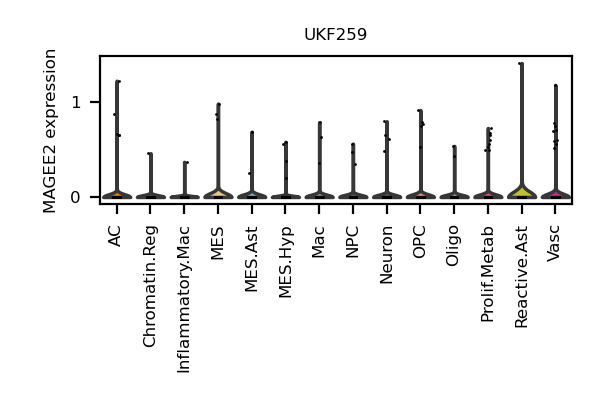 UKF259
MAGEE2 expression
1
0
AC
Chromatin.Reg
Inflammatory.Mac
MES
MES.Ast
MES.Hyp
Mac
NPC
Neuron
OPC
Oligo
Prolif.Metab
Reactive.Ast
Vasc